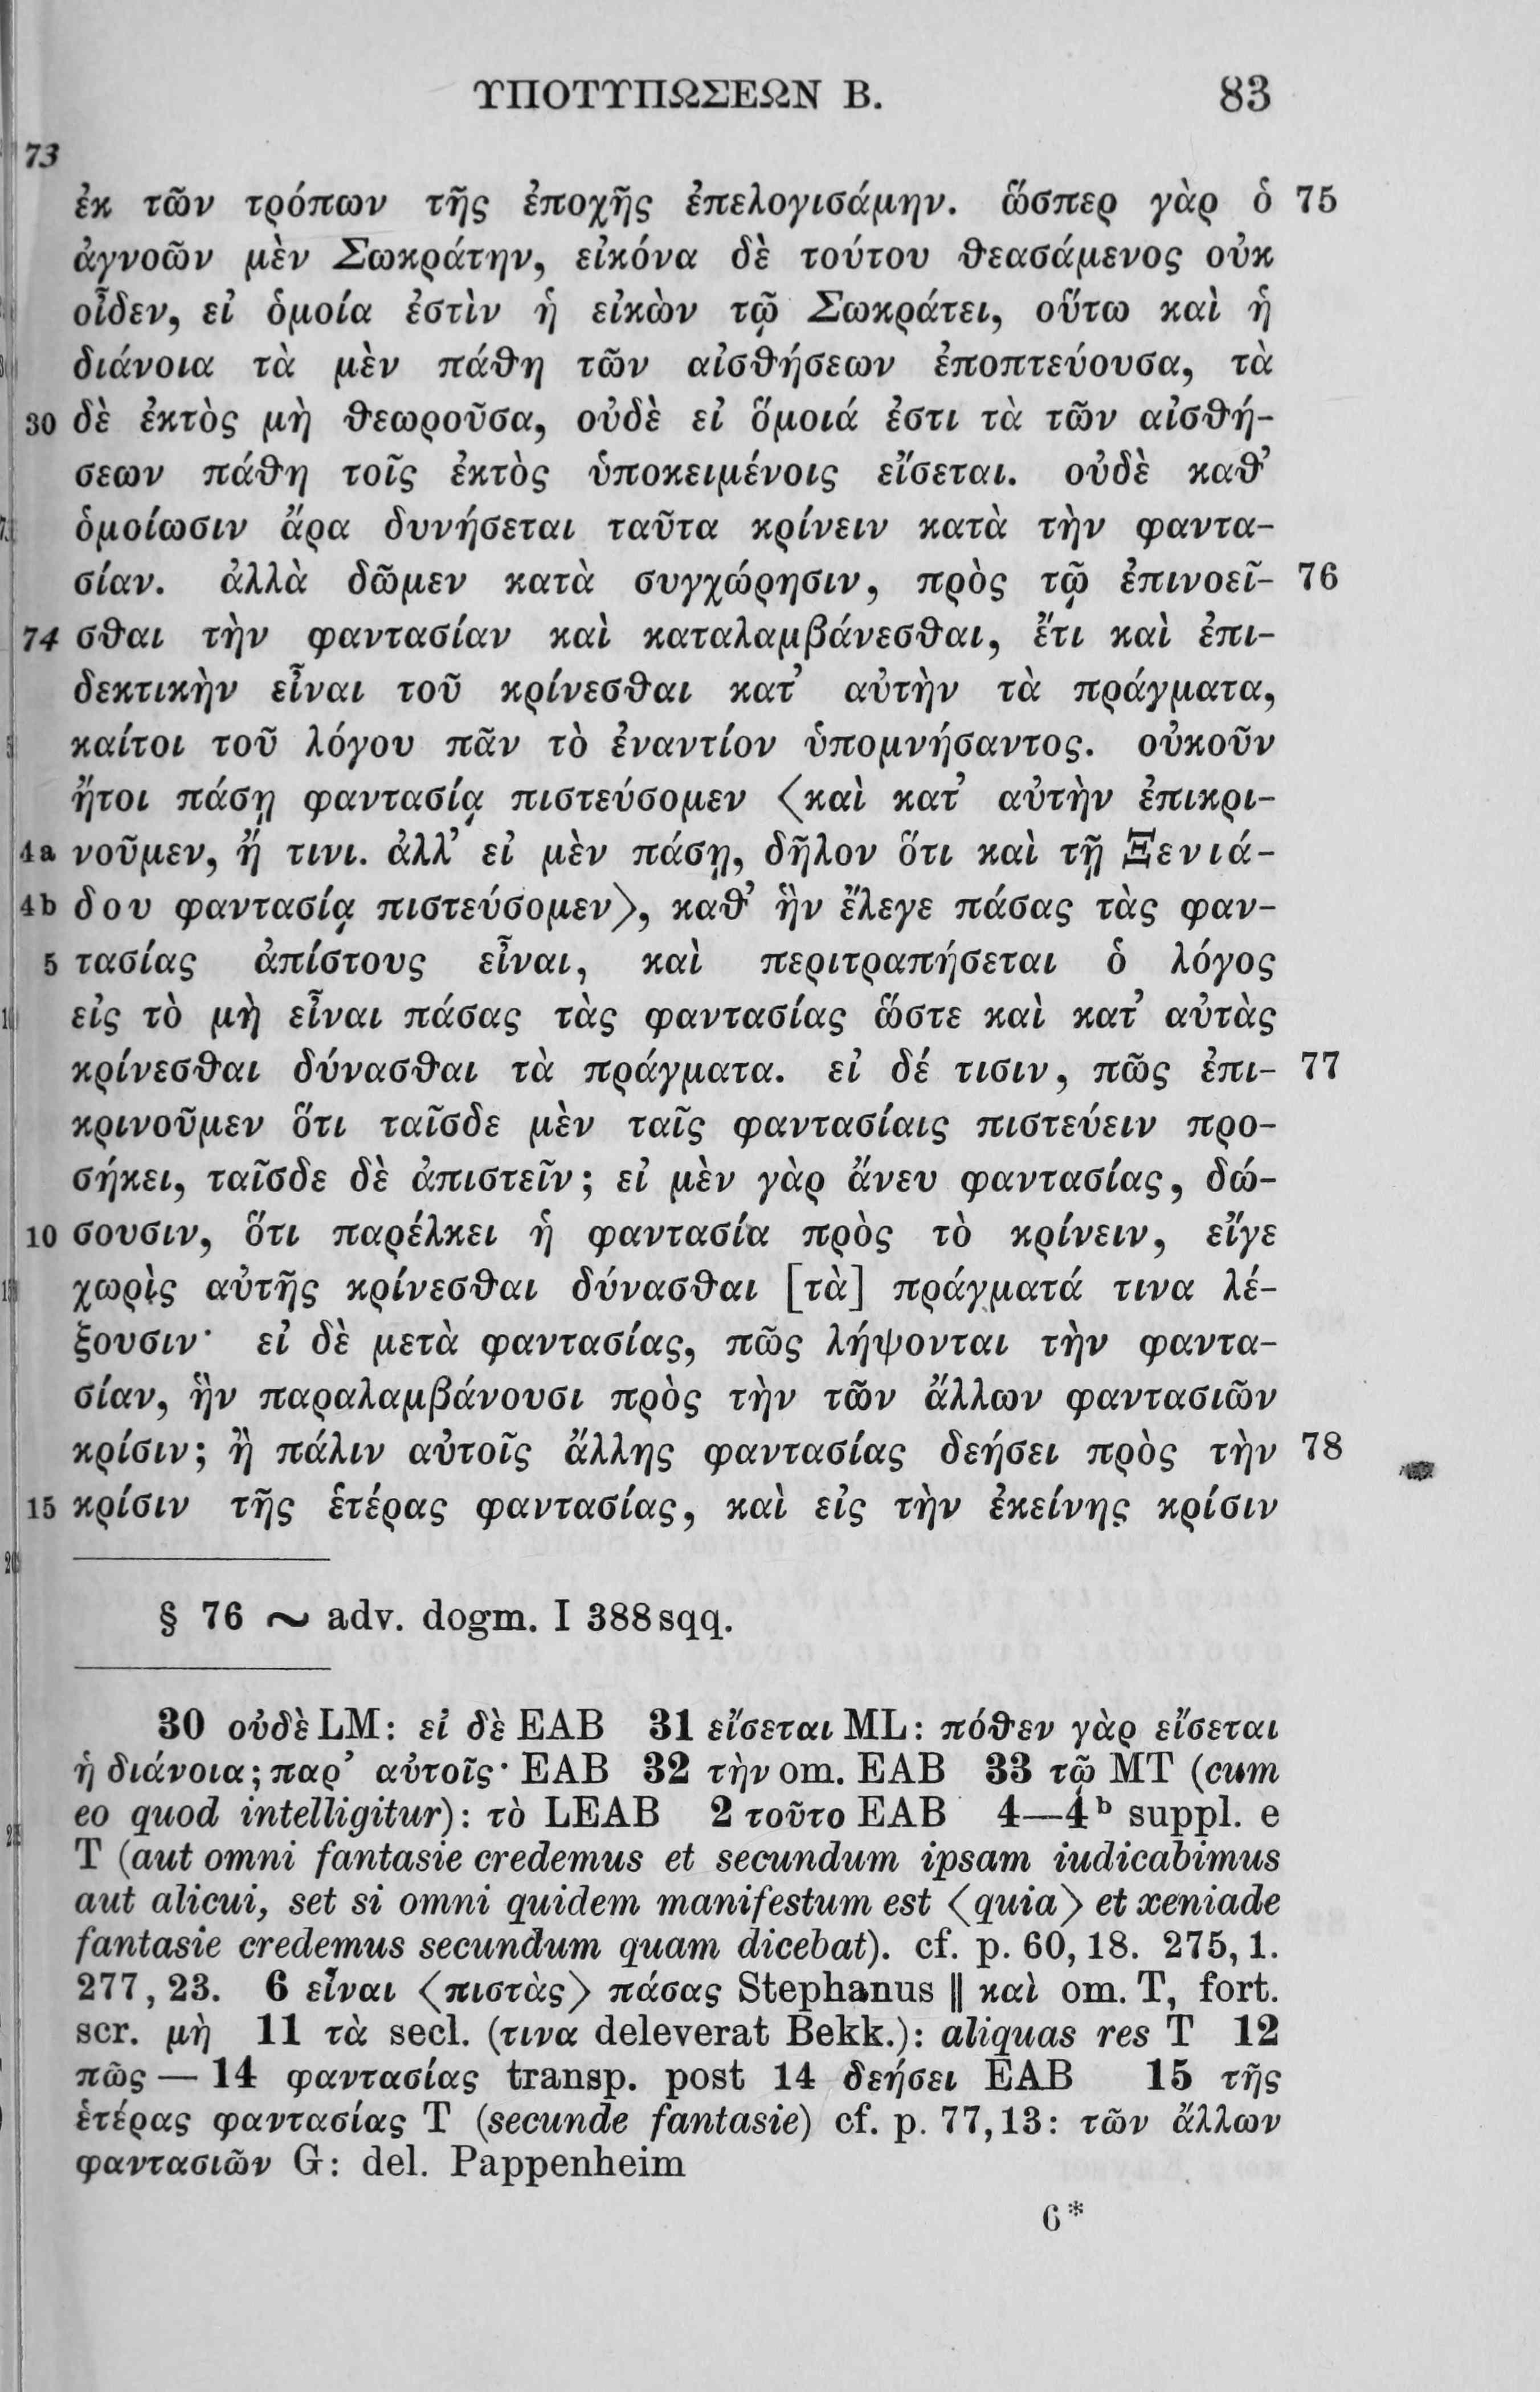 ΥΠΟΤΥΠΩΣΕΩΝ Β. 83
73
ἐκ τῶν τρόπων τῆς ἐποχῆς ἐπελογισάμην. ὥσπερ γὰρ ὁ 75
ἀγνοῶν μὲν Σωκράτην, εἰκόνα δὲ τούτου θεασάμενος οὐκ
οἶδεν, εἰ ὁμοία ἐστὶν ἡ εἰκὼν τῷ Σωκράτει, οὕτω καὶ ἡ
διάνοια τὰ μὲν πάθη τῶν αἰσθήσεων ἐποπτεύουσα, τὰ
30 δὲ ἐκτὸς μὴ θεωροῦσα, οὐδὲ εἰ ὅμοιά ἐστι τὰ τῶν αἰσθή-
σεων πάθη τοῖς ἐκτὸς ὑποκειμένοις εἴσεται. οὐδὲ καθ’
ὁμοίωσιν ἄρα δυνήσεται ταῦτα κρίνειν κατὰ τὴν φαντα-
σίαν. ἀλλὰ δῶμεν κατὰ συγχώρησιν, πρὸς τῷ ἐπινοεῖ- 76
74 σθαι τὴν φαντασίαν καὶ καταλαμβάνεσθαι, ἔτι καὶ ἐπι-
δεκτικὴν εἶναι τοῦ κρίνεσθαι κατ’ αὐτὴν τὰ πράγματα,
καίτοι τοῦ λόγου πᾶν τὸ ἐναντίον ὑπομνήσαντος. οὐκοῦν
ἤτοι πάσῃ φαντασίᾳ πιστεύσομεν ⟨καὶ κατ’ αὐτὴν ἐπικρι-
4a νοῦμεν, ἤ τινι. ἀλλ’ εἰ μὲν πάσῃ, δῆλον ὅτι καὶ τῇ Ξενιά-
4b δου φαντασίᾳ πιστεύσομεν⟩, καθ’ ἣν ἔλεγε πάσας τὰς φαν-
5 τασίας ἀπίστους εἶναι, καὶ περιτραπήσεται ὁ λόγος
εἰς τὸ μὴ εἶναι πάσας τὰς φαντασίας ὥστε καὶ κατ’ αὐτὰς
κρίνεσθαι δύνασθαι τὰ πράγματα. εἰ δέ τισιν, πῶς ἐπι- 77
κρινοῦμεν ὅτι ταῖσδε μὲν ταῖς φαντασίαις πιστεύειν προ-
σήκει, ταῖσδε δὲ ἀπιστεῖν; εἰ μὲν γὰρ ἄνευ φαντασίας, δώ-
10 σουσιν, ὅτι παρέλκει ἡ φαντασία πρὸς τὸ κρίνειν, εἴγε
χωρὶς αὐτῆς κρίνεσθαι δύνασθαι [τὰ] πράγματά τινα λέ-
ξουσιν· εἰ δὲ μετὰ φαντασίας, πῶς λήψονται τὴν φαντα-
σίαν, ἣν παραλαμβάνουσι πρὸς τὴν τῶν ἄλλων φαντασιῶν
κρίσιν; ἢ πάλιν αὐτοῖς ἄλλης φαντασίας δεήσει πρὸς τὴν 78
15 κρίσιν τῆς ἑτέρας φαντασίας, καὶ εἰς τὴν ἐκείνης κρίσιν
§ 76 ~ adv. dogm. I 388 sqq.
30 οὐδὲ LM: εἰ δὲ EAB 31 εἴσεται ML: πόθεν γὰρ εἴσεται
ἡ διάνοια; παρ’ αὐτοῖς· EAB 32 τὴν om. EAB 33 τῷ MT (cum
eo quod intelligitur): τὸ LEAB 2 τοῦτο EAB 4—4ᵇ suppl. e
T (aut omni fantasie credemus et secundum ipsam iudicabimus
aut alicui, set si omni quidem manifestum est ⟨quia⟩ et xeniade
fantasie credemus secundum quam dicebat). cf. p. 60, 18. 275, 1.
277, 23. 6 εἶναι ⟨πιστὰς⟩ πάσας Stephanus || καὶ om. T, fort.
scr. μὴ 11 τὰ secl. (τινα deleverat Bekk.): aliquas res T 12
πῶς — 14 φαντασίας transp. post 14 δεήσει EAB 15 τῆς
ἑτέρας φαντασίας T (secunde fantasie) cf. p. 77, 13: τῶν ἄλλων
φαντασιῶν G: del. Pappenheim
6*